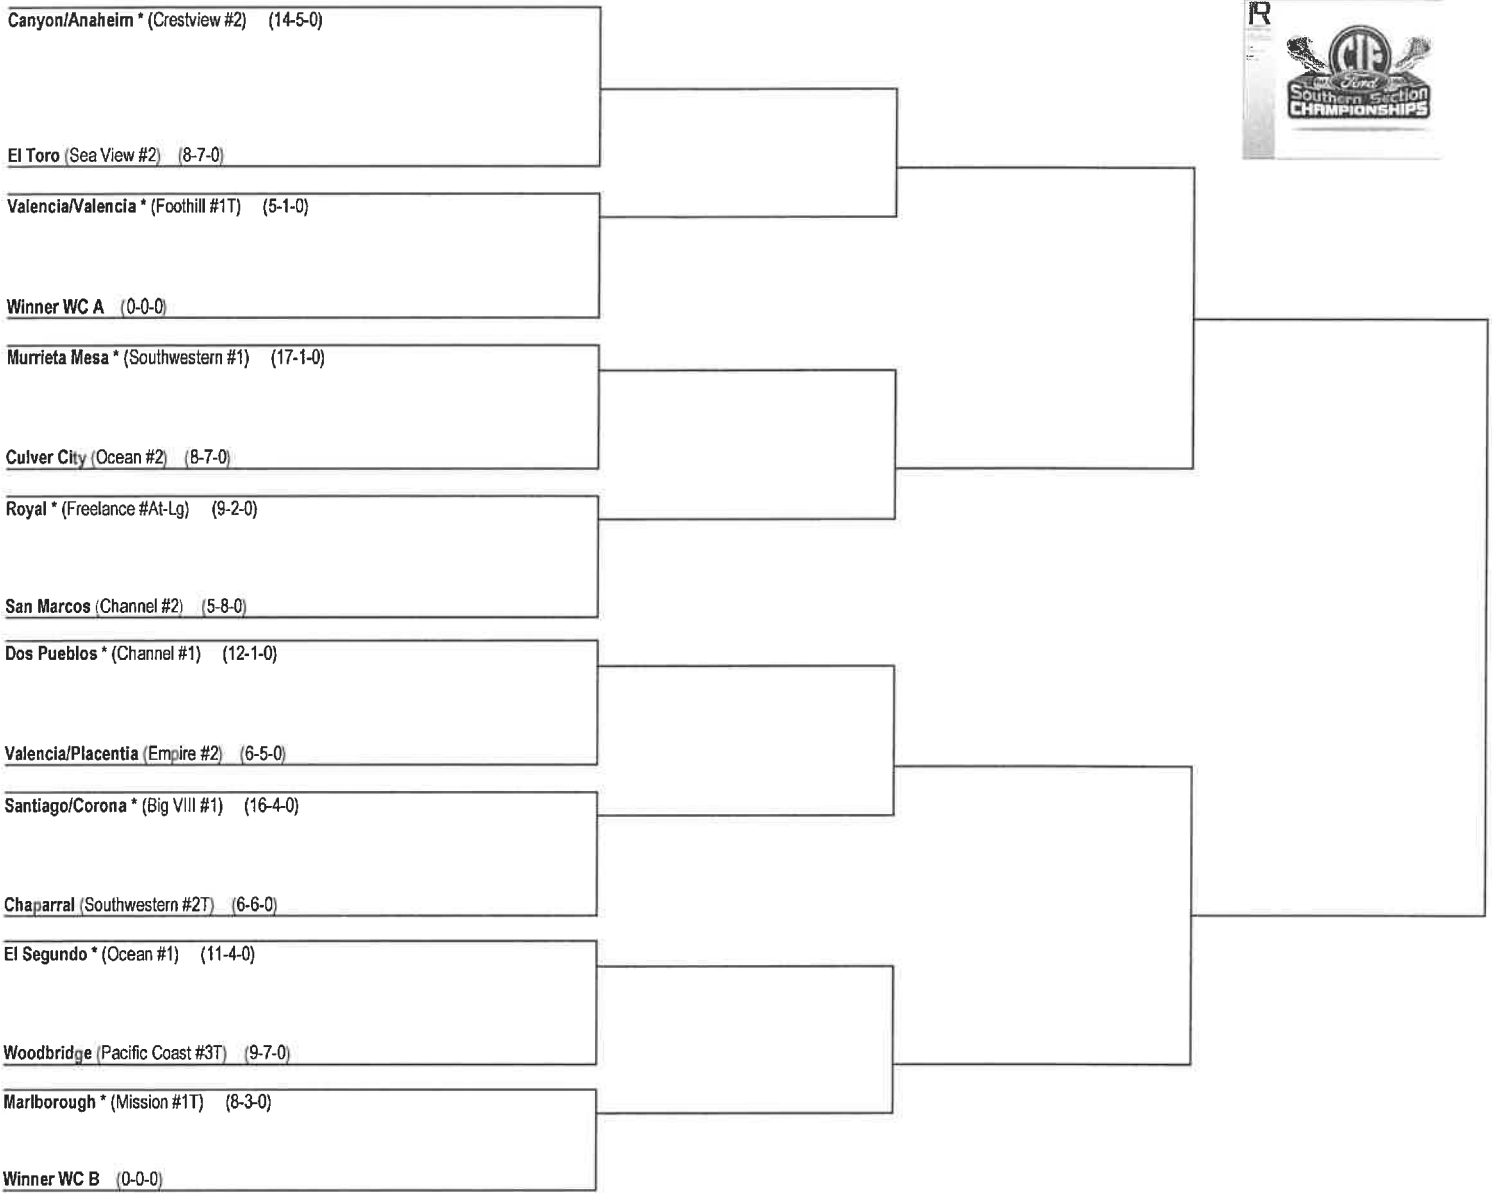 Canyon/Anaheim * (Crestview #2) (14-5-0)
El Toro (Sea View #2) (8-7-0)
Valencia/Valencia * (Foothill #1T) (5-1-0)
Winner WC A (0-0-0)
Murrieta Mesa * (Southwestern #1) (17-1-0)
Culver City (Ocean #2) (8-7-0)
Royal * (Freelance #At-Lg) (9-2-0)
San Marcos (Channel #2) (5-8-0)
Dos Pueblos * (Channel #1) (12-1-0)
Valencia/Placentia (Empire #2) (6-5-0)
Santiago/Corona * (Big VIII #1) (16-4-0)
Chaparral (Southwestern #2T) (6-6-0)
El Segundo * (Ocean #1) (11-4-0)
Woodbridge (Pacific Coast #3T) (9-7-0)
Marlborough * (Mission #1T) (8-3-0)
Winner WC B (0-0-0)
CIF
Ford
Southern Section
CHAMPIONSHIPS